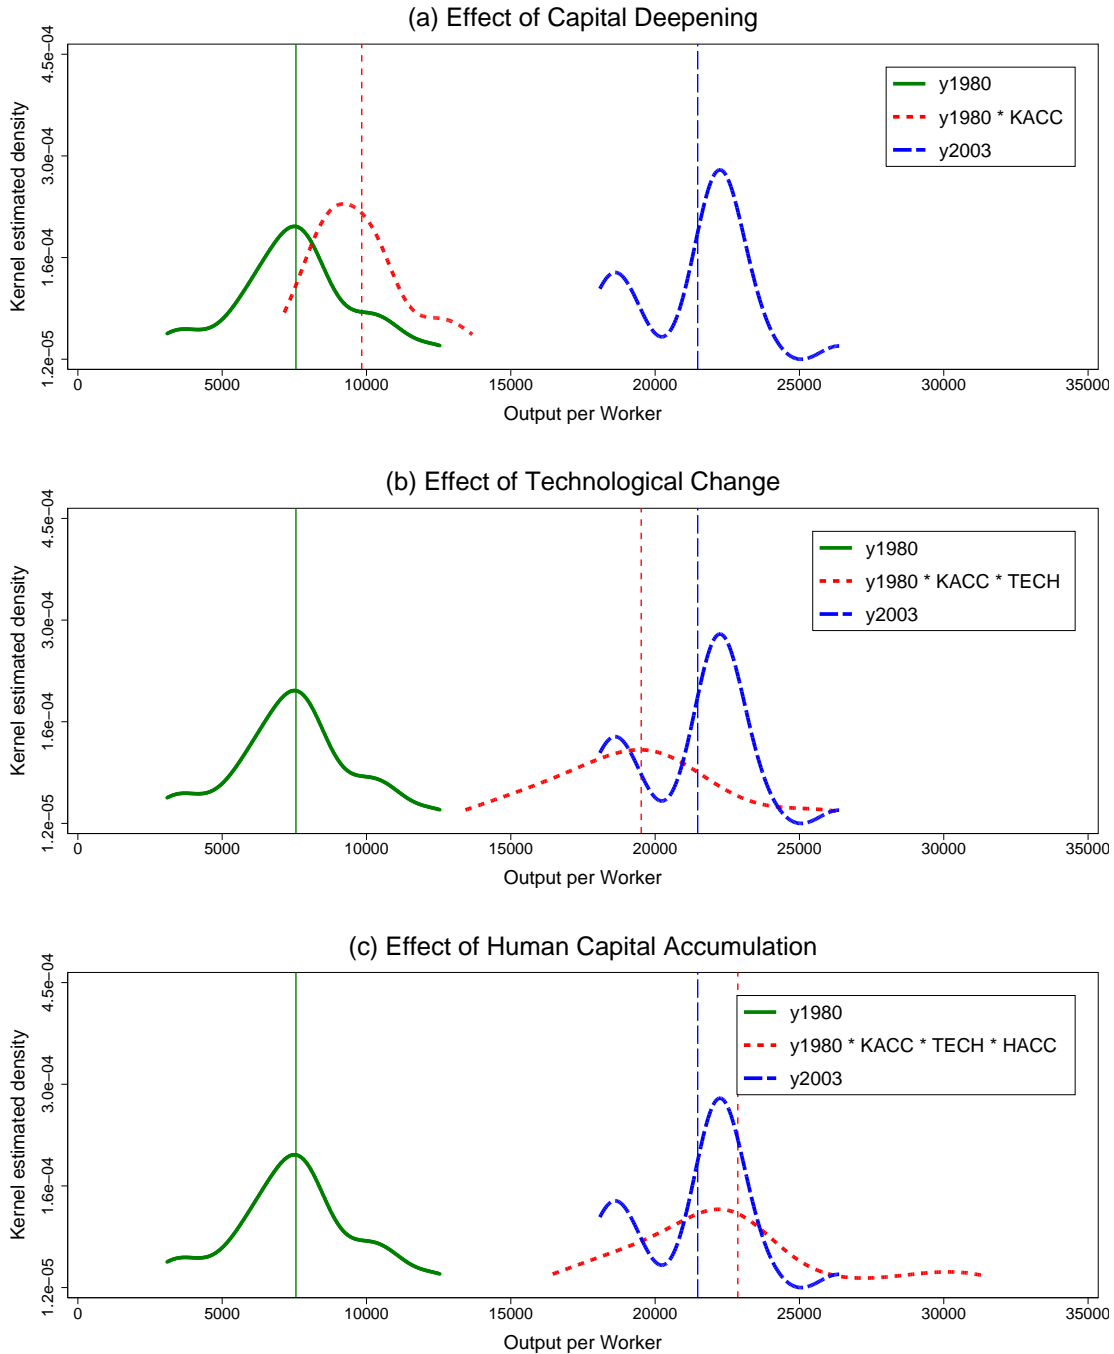 (a) Effect of Capital Deepening
Kernel estimated density
4.5e−04
3.0e−04
1.6e−04
1.2e−05
y1980
y1980 * KACC
y2003
0 5000 10000 15000 20000 25000 30000 35000
Output per Worker
(b) Effect of Technological Change
Kernel estimated density
4.5e−04
3.0e−04
1.6e−04
1.2e−05
y1980
y1980 * KACC * TECH
y2003
0 5000 10000 15000 20000 25000 30000 35000
Output per Worker
(c) Effect of Human Capital Accumulation
Kernel estimated density
4.5e−04
3.0e−04
1.6e−04
1.2e−05
y1980
y1980 * KACC * TECH * HACC
y2003
0 5000 10000 15000 20000 25000 30000 35000
Output per Worker